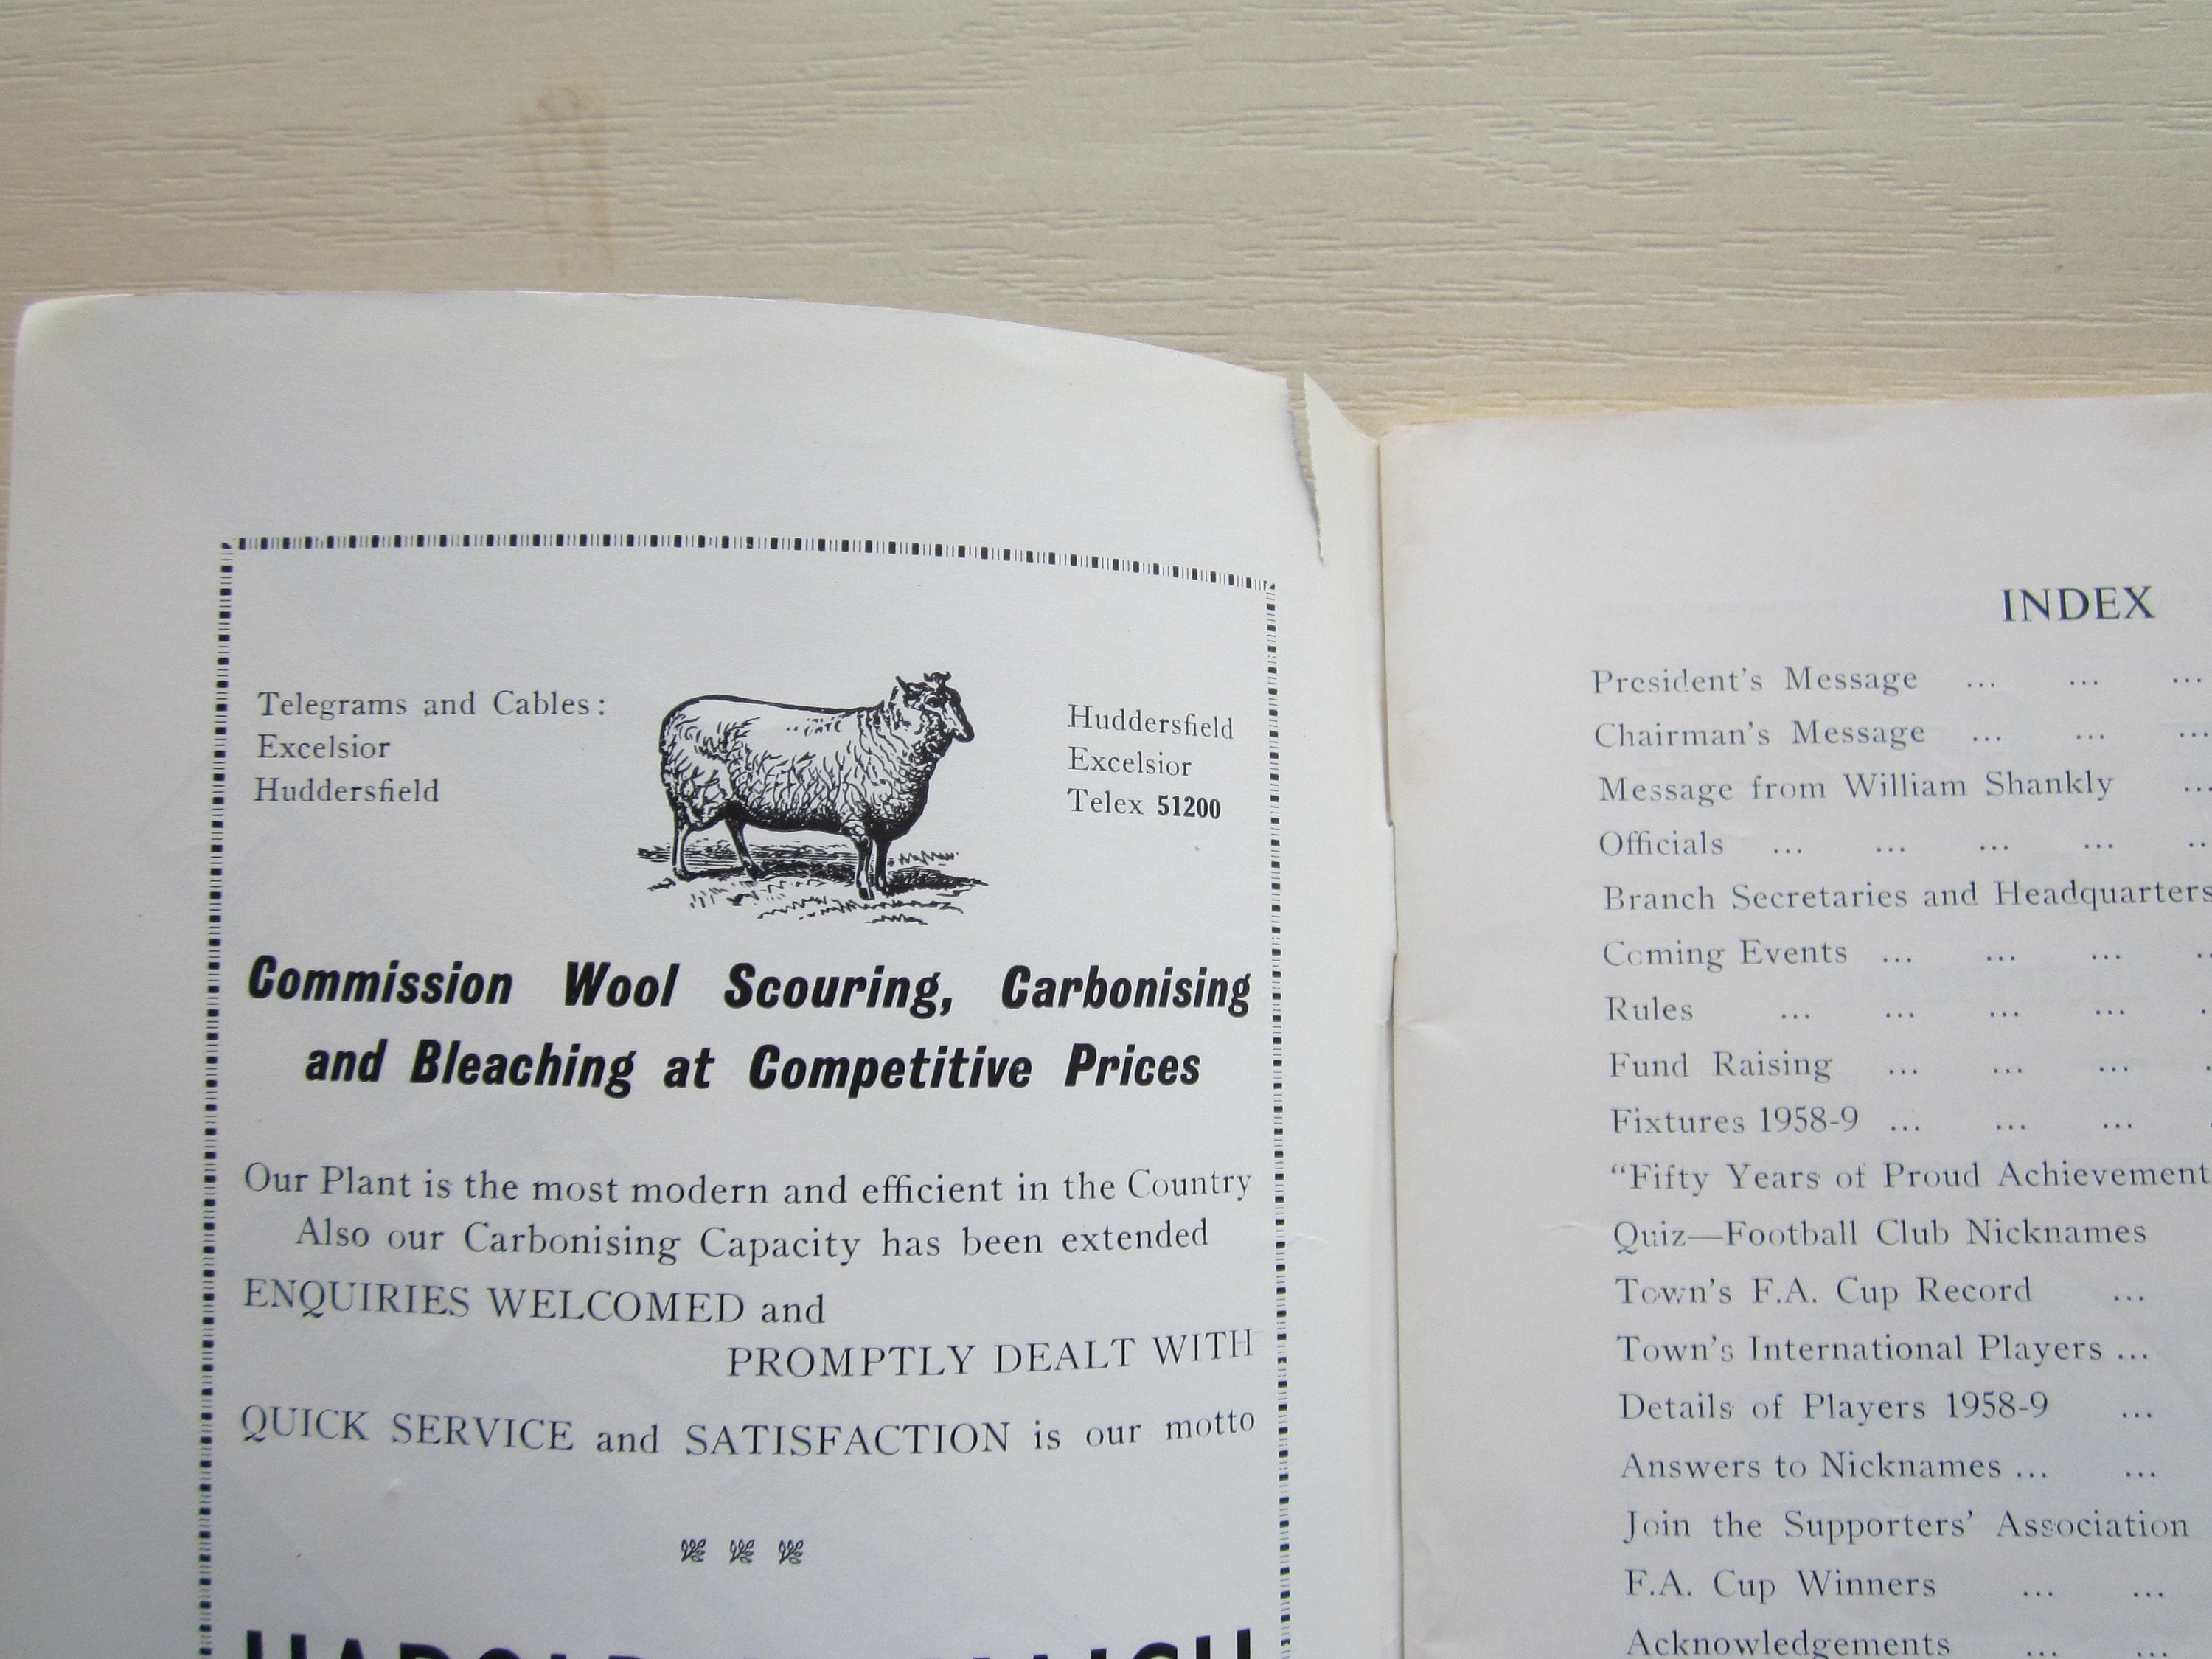 Telegrams and Cables:
Excelsior
Huddersfield
Huddersfield
Excelsior
Telex 51200
Commission Wool Scouring, Carbonising
and Bleaching at Competitive Prices
Our Plant is the most modern and efficient in the Country
Also our Carbonising Capacity has been extended
ENQUIRIES WELCOMED and
PROMPTLY DEALT WITH
QUICK SERVICE and SATISFACTION is our motto
INDEX
President's Message ... ... ...
Chairman's Message ... ... ...
Message from William Shankly ...
Officials ... ... ... ... ..
Branch Secretaries and Headquarters
Coming Events ... ... ... ..
Rules ... ... ... ... .
Fund Raising ... ... ... .
Fixtures 1958-9 ... ... ... .
"Fifty Years of Proud Achievement
Quiz—Football Club Nicknames
Town's F.A. Cup Record ...
Town's International Players ...
Details of Players 1958-9 ...
Answers to Nicknames ... ...
Join the Supporters' Association
F.A. Cup Winners ... ...
Acknowledgements ... ...